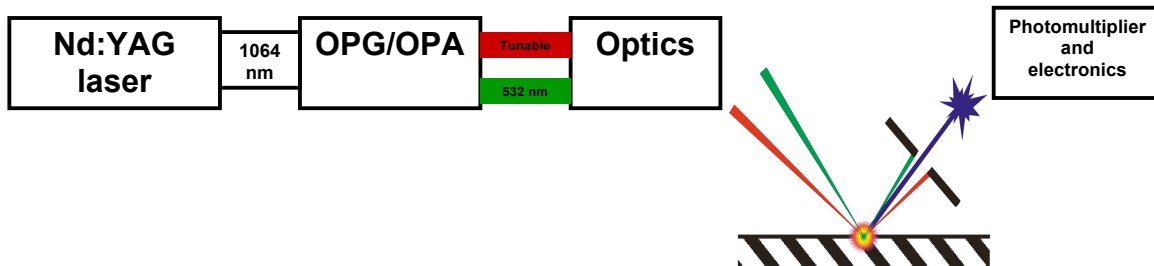 Nd:YAG
laser
1064
nm
OPG/OPA
Tunable
532 nm
Optics
Photomultiplier
and
electronics